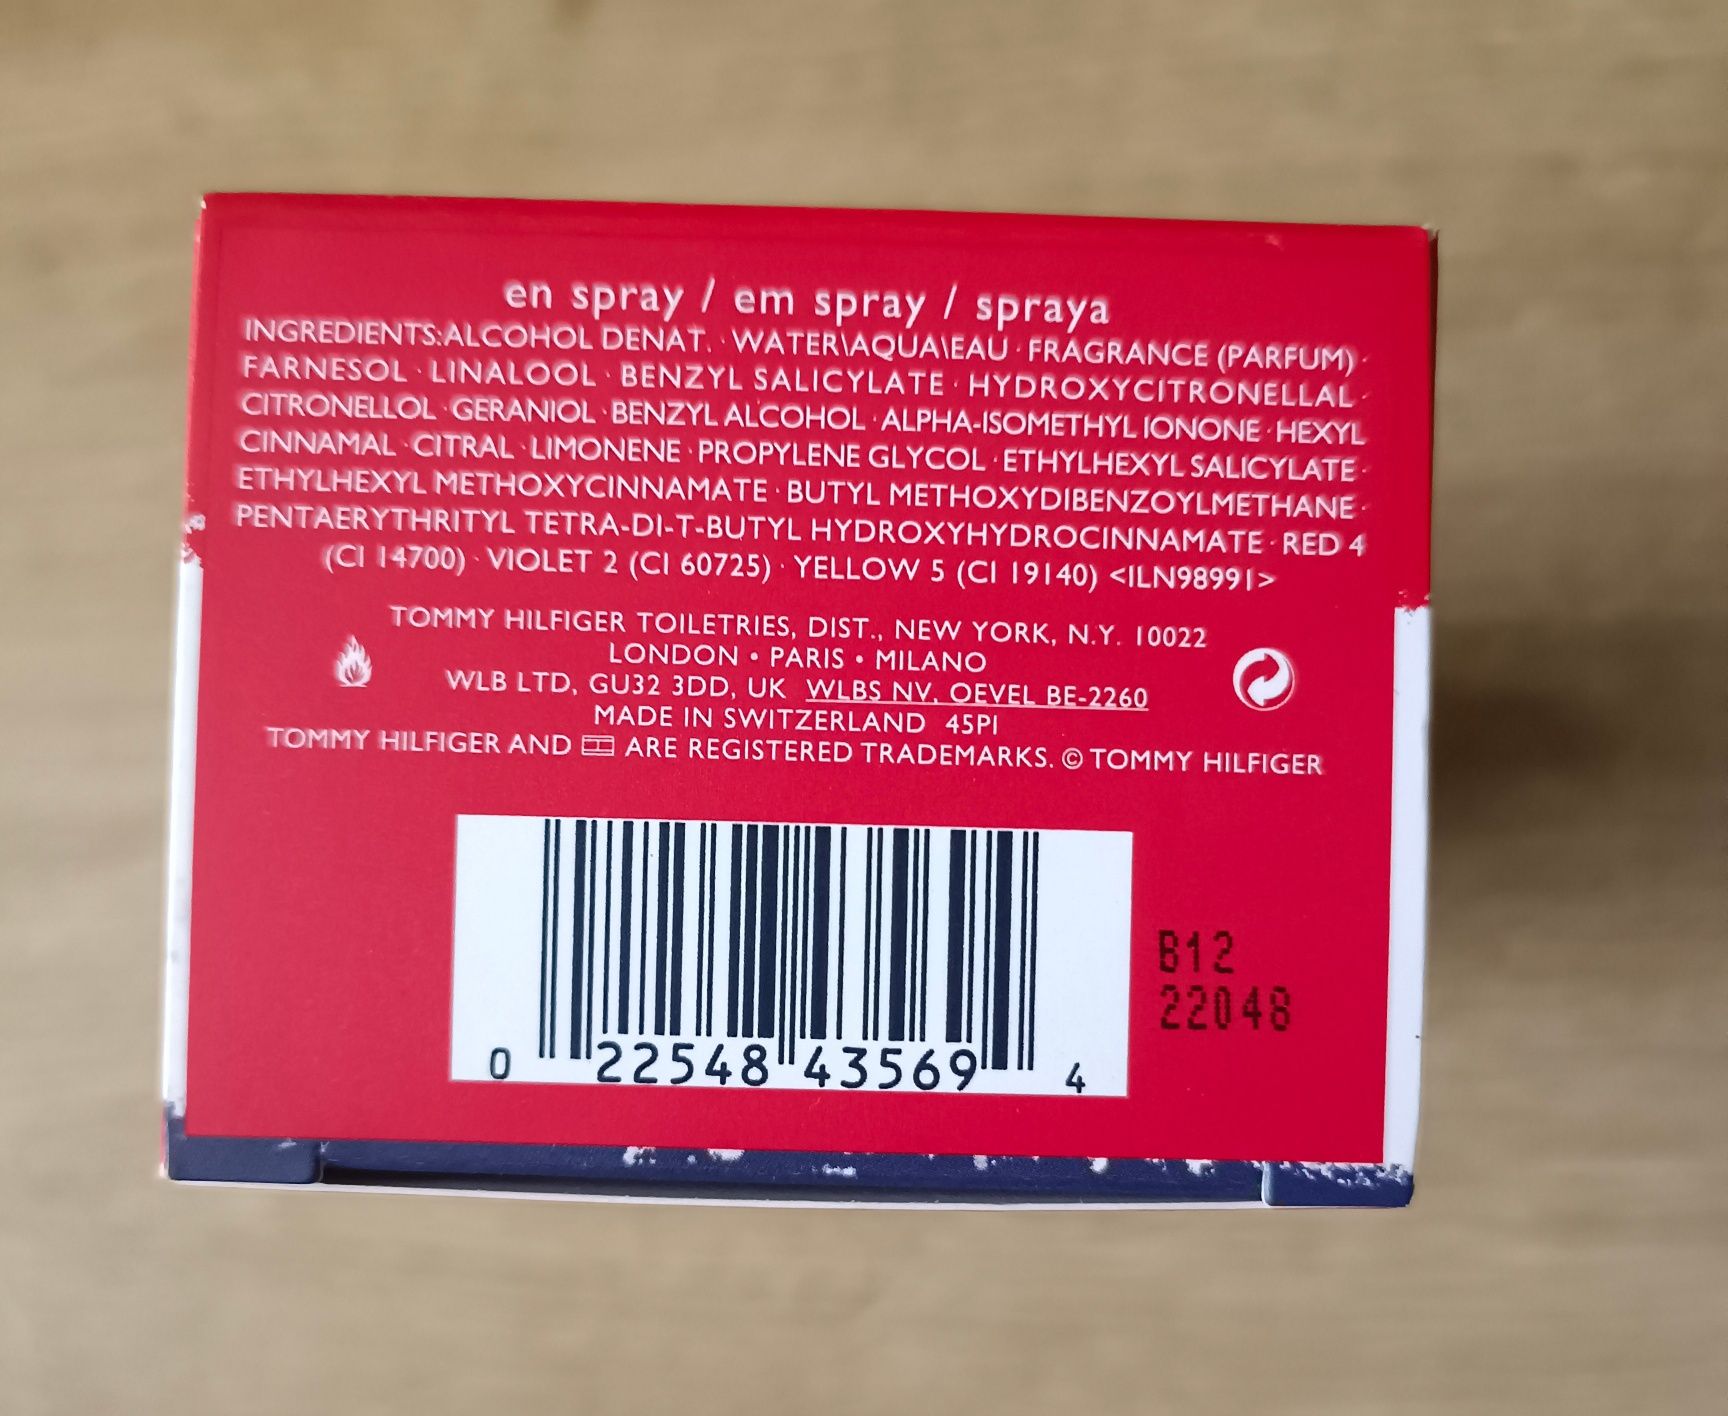 en spray / em spray / spraya
INGREDIENTS:ALCOHOL DENAT. · WATER\AQUA\EAU · FRAGRANCE (PARFUM) ·
FARNESOL · LINALOOL · BENZYL SALICYLATE · HYDROXYCITRONELLAL ·
CITRONELLOL · GERANIOL · BENZYL ALCOHOL · ALPHA-ISOMETHYL IONONE · HEXYL
CINNAMAL · CITRAL · LIMONENE · PROPYLENE GLYCOL · ETHYLHEXYL SALICYLATE ·
ETHYLHEXYL METHOXYCINNAMATE · BUTYL METHOXYDIBENZOYLMETHANE ·
PENTAERYTHRITYL TETRA-DI-T-BUTYL HYDROXYHYDROCINNAMATE · RED 4
(CI 14700) · VIOLET 2 (CI 60725) · YELLOW 5 (CI 19140) <ILN98991>
TOMMY HILFIGER TOILETRIES, DIST., NEW YORK, N.Y. 10022
LONDON • PARIS • MILANO
WLB LTD, GU32 3DD, UK WLBS NV, OEVEL BE-2260
MADE IN SWITZERLAND 45PI
TOMMY HILFIGER AND ARE REGISTERED TRADEMARKS. © TOMMY HILFIGER
B12
22048
0 22548 43569 4